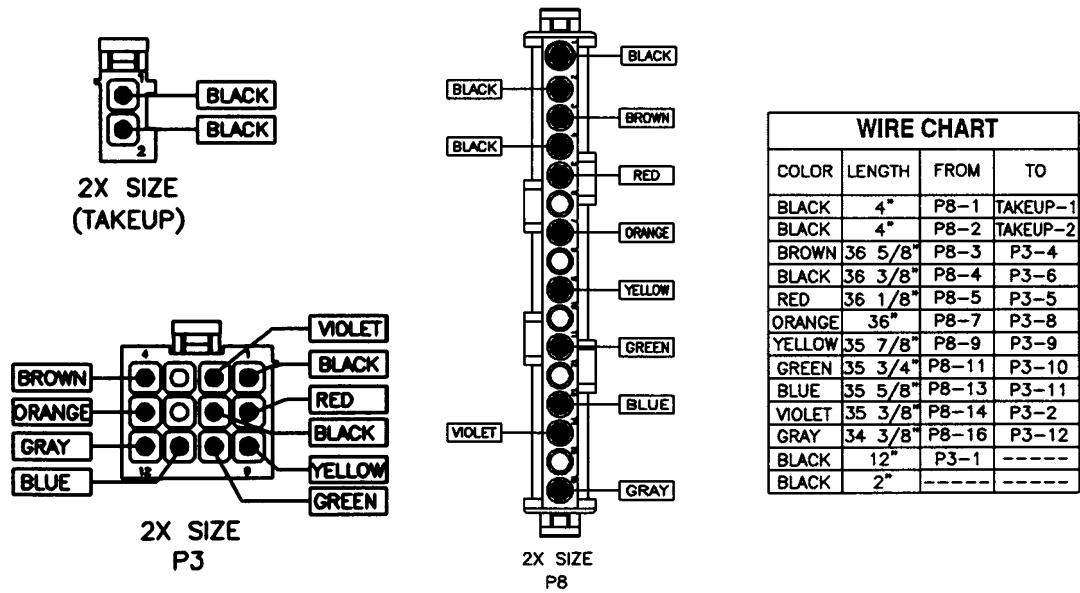 1
BLACK
BLACK
2
2X SIZE
(TAKEUP)
4
1
VIOLET
BROWN
BLACK
ORANGE
RED
GRAY
BLACK
BLUE
12
9
YELLOW
GREEN
2X SIZE
P3
BLACK
BLACK
BROWN
BLACK
RED
ORANGE
YELLOW
GREEN
BLUE
VIOLET
GRAY
2X SIZE
P8
WIRE CHART
COLOR LENGTH FROM TO
BLACK 4" P8-1 TAKEUP-1
BLACK 4" P8-2 TAKEUP-2
BROWN 36 5/8" P8-3 P3-4
BLACK 36 3/8" P8-4 P3-6
RED 36 1/8" P8-5 P3-5
ORANGE 36" P8-7 P3-8
YELLOW 35 7/8" P8-9 P3-9
GREEN 35 3/4" P8-11 P3-10
BLUE 35 5/8" P8-13 P3-11
VIOLET 35 3/8" P8-14 P3-2
GRAY 34 3/8" P8-16 P3-12
BLACK 12" P3-1 -----
BLACK 2" ----- -----